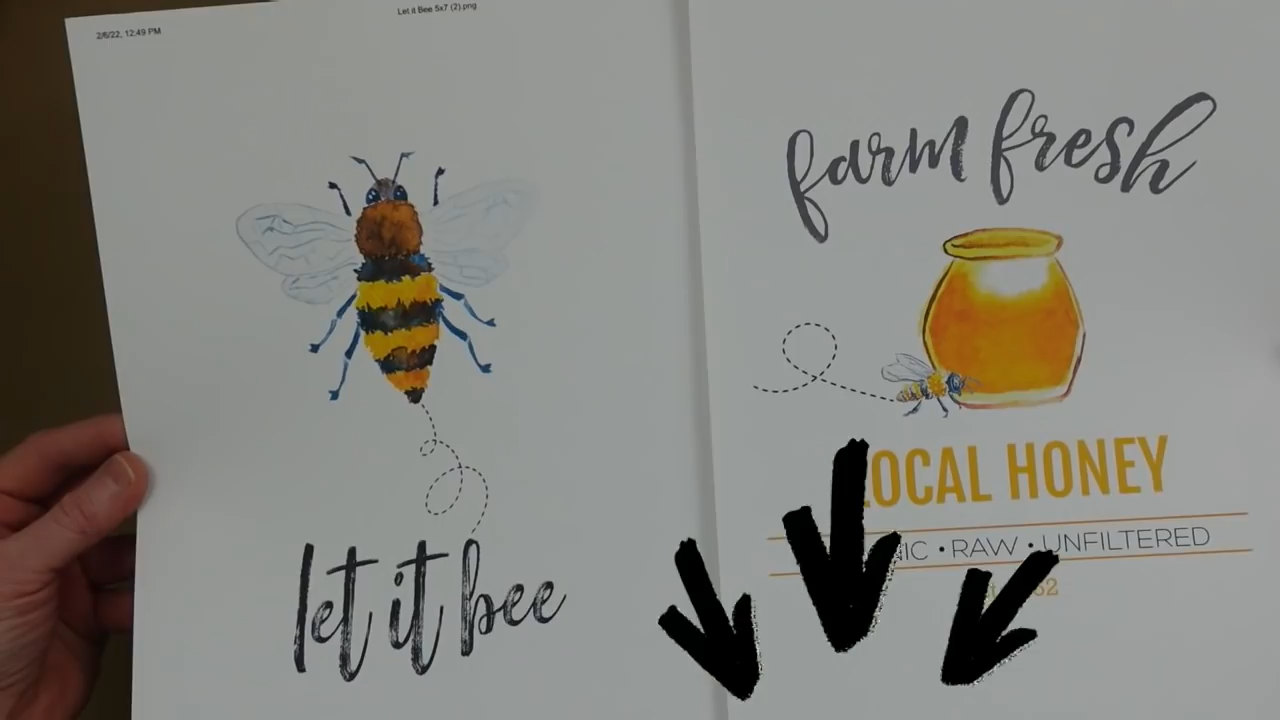 2/6/22, 12:49 PM
Let it Bee 5x7 (2).png
let it bee
farm fresh
HONEY
• RAW • UNFILTERED